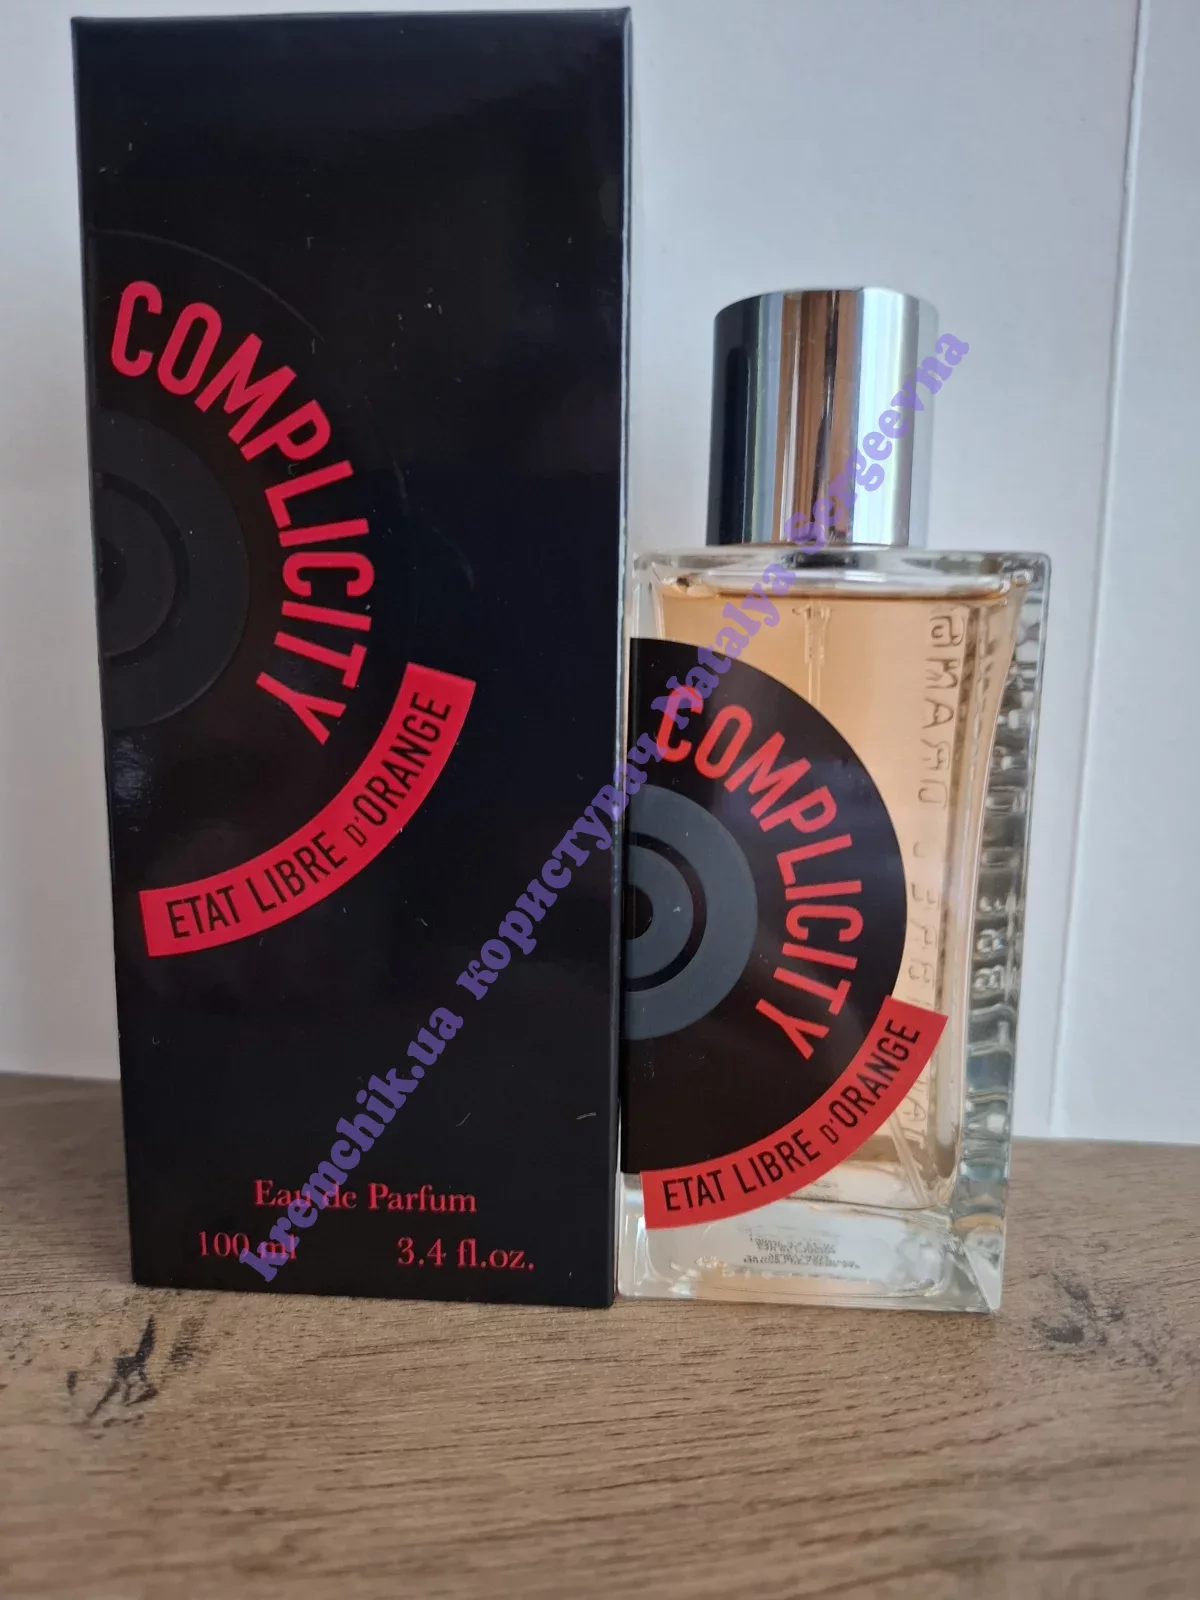 COMPLICITY
ETAT LIBRE D'ORANGE
Eau de Parfum
100 ml 3.4 fl.oz.
COMPLICITY
ETAT LIBRE D'ORANGE
kremchik.ua користувач Natalya Sergeevna